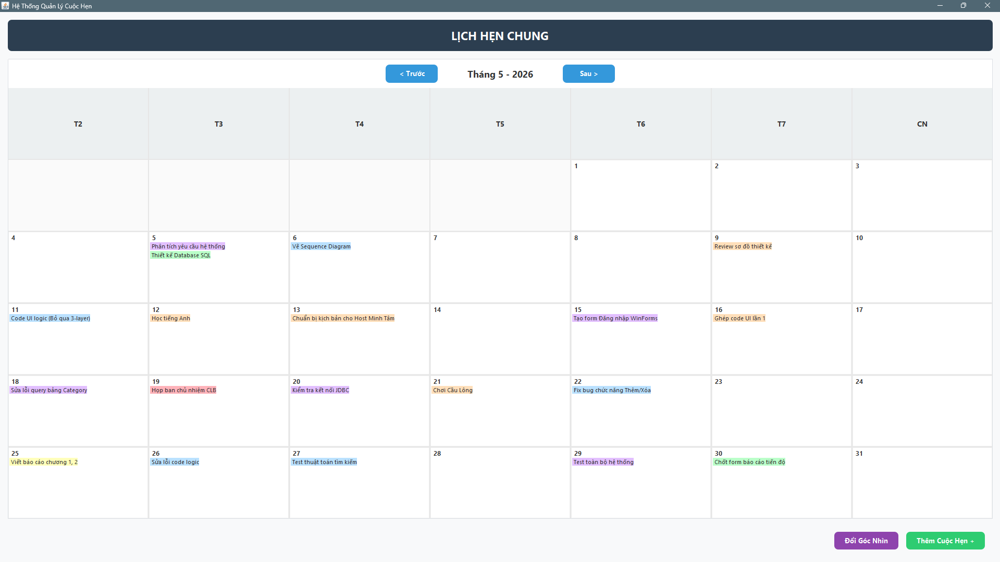 Hệ Thống Quản Lý Cuộc Hẹn
LỊCH HẸN CHUNG
< Trước
Tháng 5 - 2026
Sau >
T2
T3
T4
T5
T6
T7
CN
1
2
3
4
5
Phân tích yêu cầu hệ thống
Thiết kế Database SQL
6
Vẽ Sequence Diagram
7
8
9
Review sơ đồ thiết kế
10
11
Code UI logic (Bỏ qua 3-layer)
12
Học tiếng Anh
13
Chuẩn bị kịch bản cho Host Minh Tâm
14
15
Tạo form Đăng nhập WinForms
16
Ghép code UI lần 1
17
18
Sửa lỗi query bảng Category
19
Họp ban chủ nhiệm CLB
20
Kiểm tra kết nối JDBC
21
Chơi Cầu Lông
22
Fix bug chức năng Thêm/Xóa
23
24
25
Viết báo cáo chương 1, 2
26
Sửa lỗi code logic
27
Test thuật toán tìm kiếm
28
29
Test toàn bộ hệ thống
30
Chốt form báo cáo tiến độ
31
Đổi Góc Nhìn
Thêm Cuộc Hẹn +